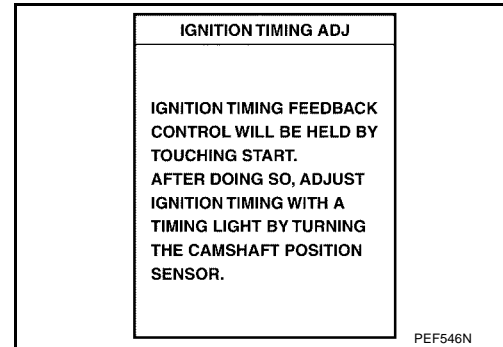 IGNITION TIMING ADJ
IGNITION TIMING FEEDBACK
CONTROL WILL BE HELD BY
TOUCHING START.
AFTER DOING SO, ADJUST
IGNITION TIMING WITH A
TIMING LIGHT BY TURNING
THE CAMSHAFT POSITION
SENSOR.
PEF546N